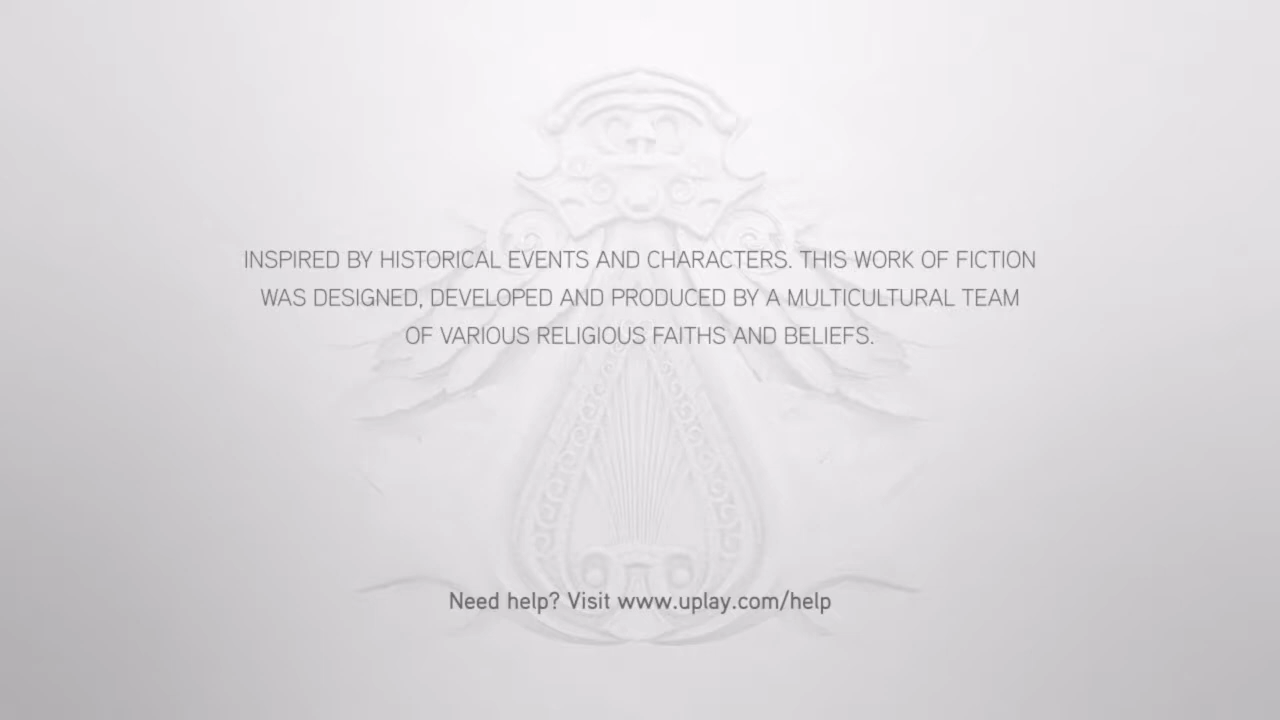 INSPIRED BY HISTORICAL EVENTS AND CHARACTERS. THIS WORK OF FICTION
WAS DESIGNED, DEVELOPED AND PRODUCED BY A MULTICULTURAL TEAM
OF VARIOUS RELIGIOUS FAITHS AND BELIEFS.
Need help? Visit www.uplay.com/help